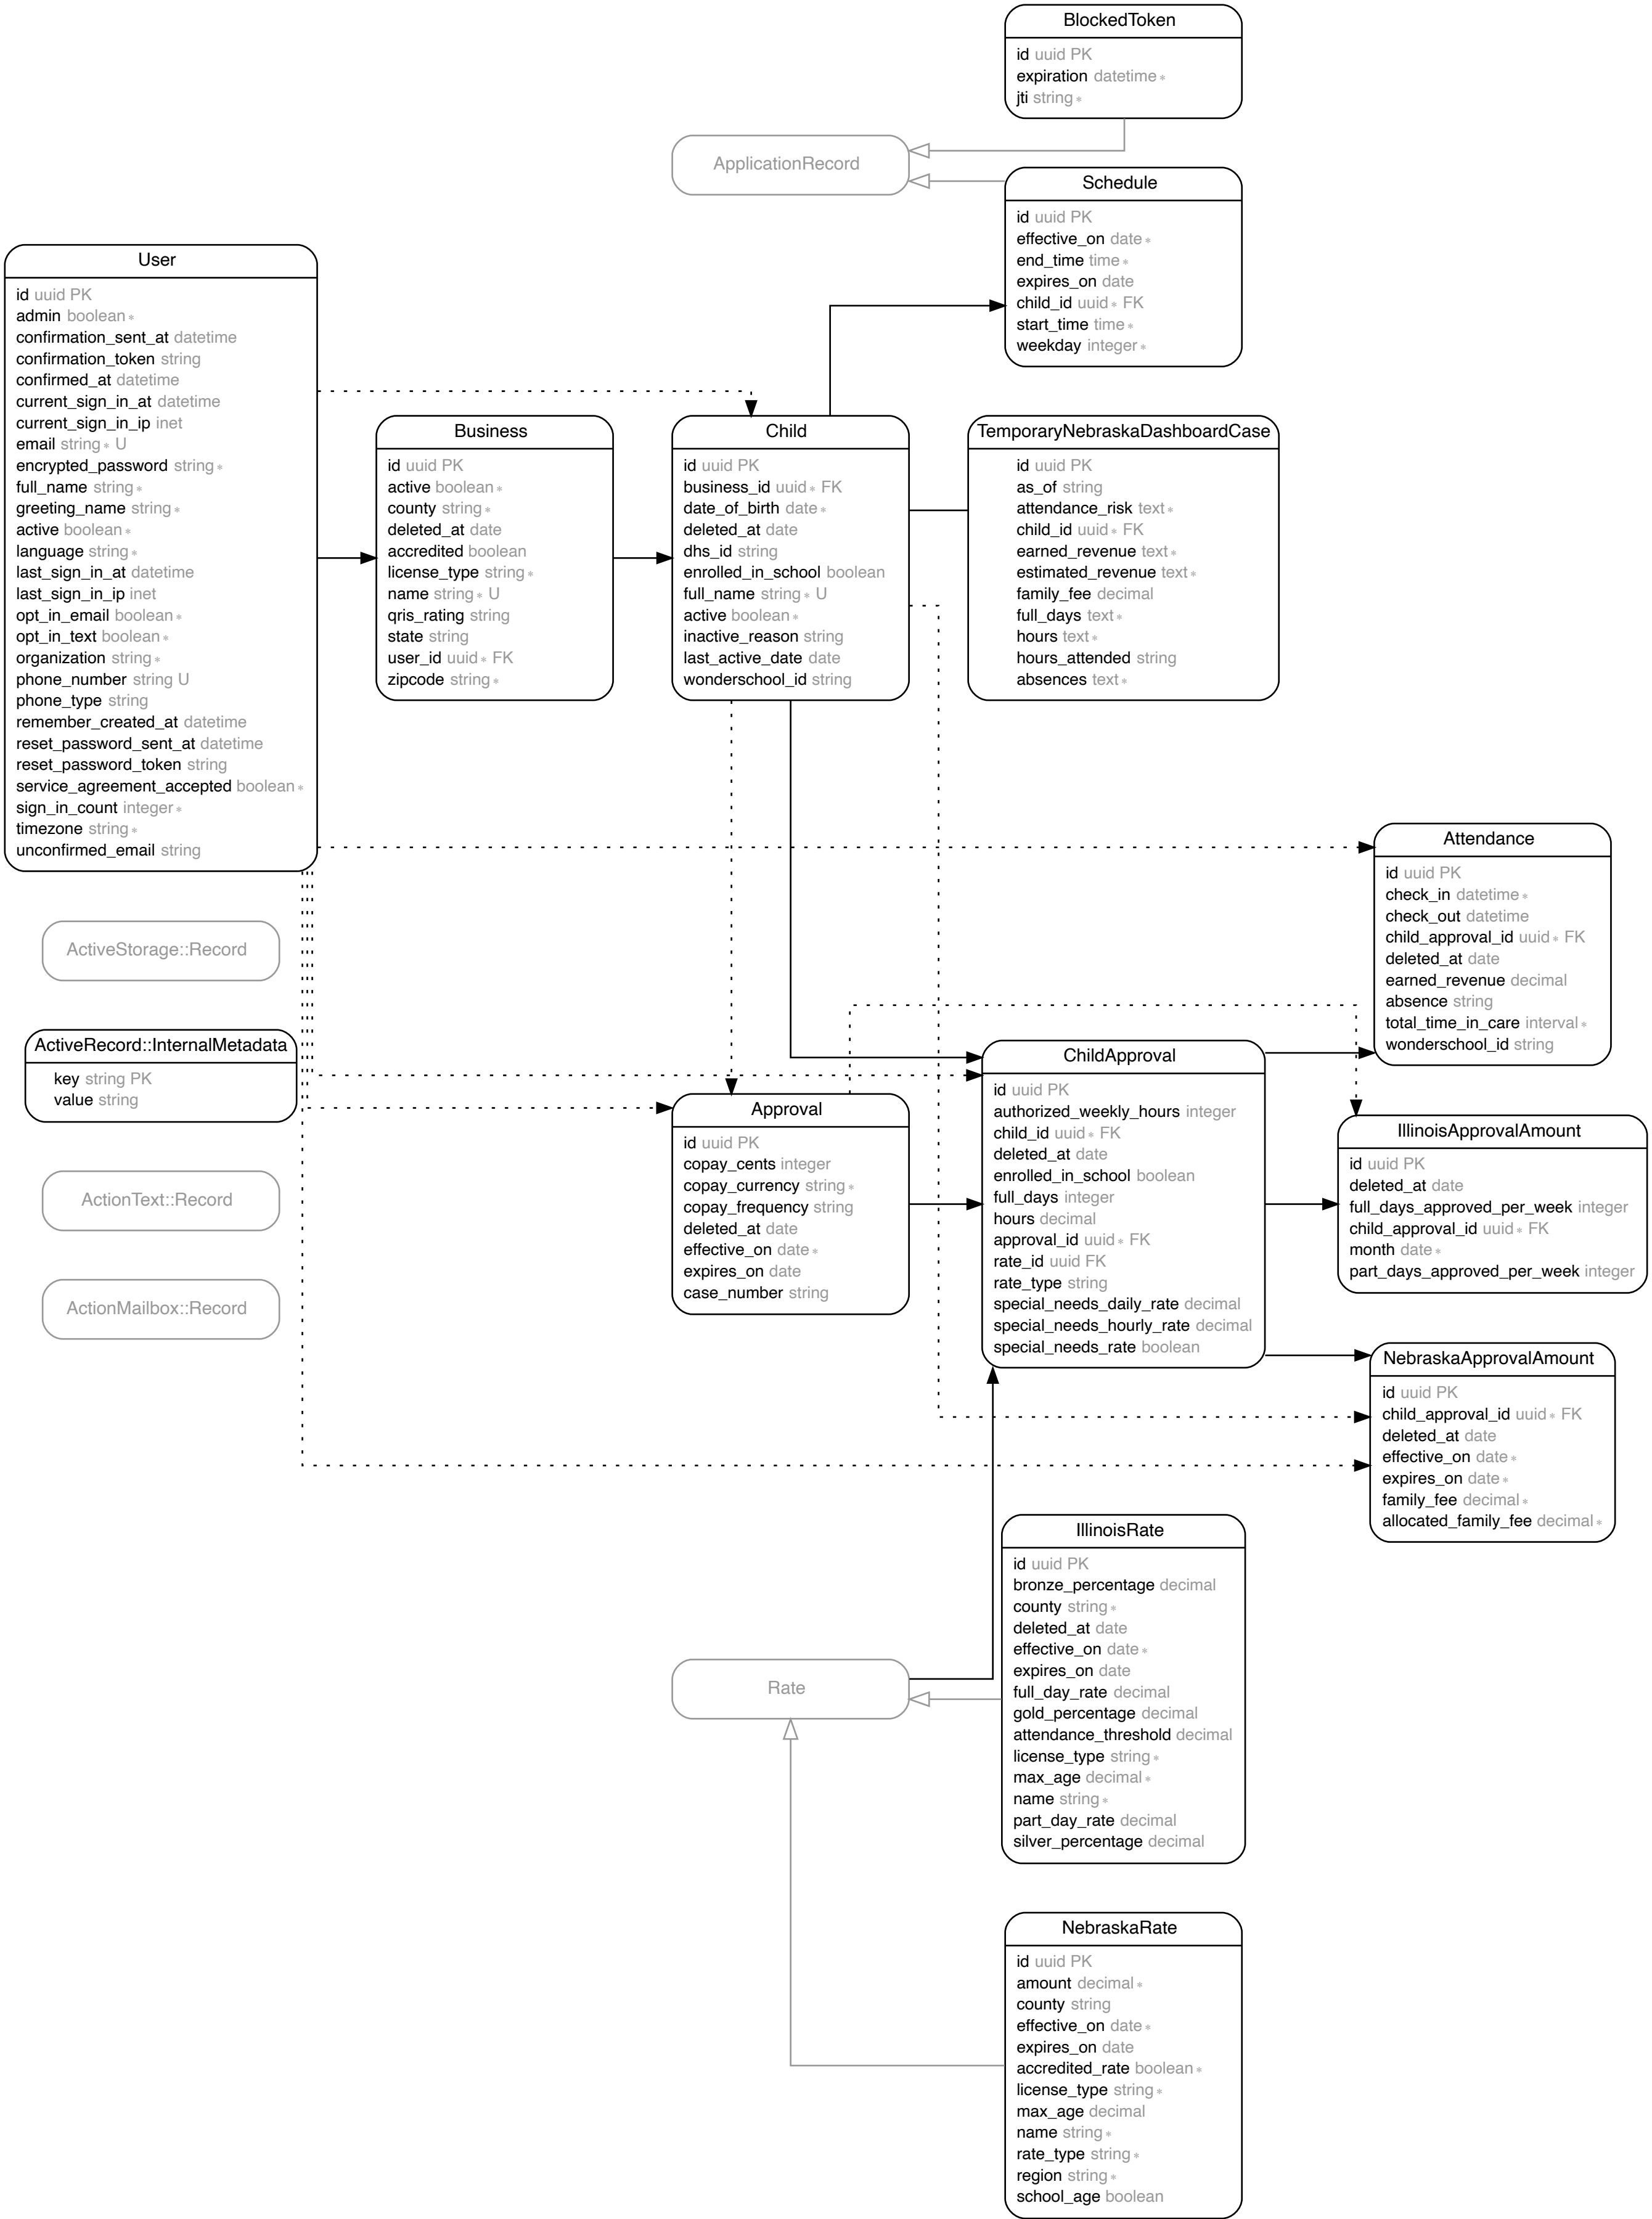 BlockedToken
id uuid PK
expiration datetime ∗
jti string ∗
ApplicationRecord
Schedule
id uuid PK
effective_on date ∗
end_time time ∗
expires_on date
child_id uuid ∗ FK
start_time time ∗
weekday integer ∗
User
id uuid PK
admin boolean ∗
confirmation_sent_at datetime
confirmation_token string
confirmed_at datetime
current_sign_in_at datetime
current_sign_in_ip inet
email string ∗ U
encrypted_password string ∗
full_name string ∗
greeting_name string ∗
active boolean ∗
language string ∗
last_sign_in_at datetime
last_sign_in_ip inet
opt_in_email boolean ∗
opt_in_text boolean ∗
organization string ∗
phone_number string U
phone_type string
remember_created_at datetime
reset_password_sent_at datetime
reset_password_token string
service_agreement_accepted boolean ∗
sign_in_count integer ∗
timezone string ∗
unconfirmed_email string
Business
id uuid PK
active boolean ∗
county string ∗
deleted_at date
accredited boolean
license_type string ∗
name string ∗ U
qris_rating string
state string
user_id uuid ∗ FK
zipcode string ∗
Child
id uuid PK
business_id uuid ∗ FK
date_of_birth date ∗
deleted_at date
dhs_id string
enrolled_in_school boolean
full_name string ∗ U
active boolean ∗
inactive_reason string
last_active_date date
wonderschool_id string
TemporaryNebraskaDashboardCase
id uuid PK
as_of string
attendance_risk text ∗
child_id uuid ∗ FK
earned_revenue text ∗
estimated_revenue text ∗
family_fee decimal
full_days text ∗
hours text ∗
hours_attended string
absences text ∗
Attendance
id uuid PK
check_in datetime ∗
check_out datetime
child_approval_id uuid ∗ FK
deleted_at date
earned_revenue decimal
absence string
total_time_in_care interval ∗
wonderschool_id string
ActiveStorage::Record
ActiveRecord::InternalMetadata
key string PK
value string
ActionText::Record
ActionMailbox::Record
Approval
id uuid PK
copay_cents integer
copay_currency string ∗
copay_frequency string
deleted_at date
effective_on date ∗
expires_on date
case_number string
ChildApproval
id uuid PK
authorized_weekly_hours integer
child_id uuid ∗ FK
deleted_at date
enrolled_in_school boolean
full_days integer
hours decimal
approval_id uuid ∗ FK
rate_id uuid FK
rate_type string
special_needs_daily_rate decimal
special_needs_hourly_rate decimal
special_needs_rate boolean
IllinoisApprovalAmount
id uuid PK
deleted_at date
full_days_approved_per_week integer
child_approval_id uuid ∗ FK
month date ∗
part_days_approved_per_week integer
NebraskaApprovalAmount
id uuid PK
child_approval_id uuid ∗ FK
deleted_at date
effective_on date ∗
expires_on date ∗
family_fee decimal ∗
allocated_family_fee decimal ∗
IllinoisRate
id uuid PK
bronze_percentage decimal
county string ∗
deleted_at date
effective_on date ∗
expires_on date
full_day_rate decimal
gold_percentage decimal
attendance_threshold decimal
license_type string ∗
max_age decimal ∗
name string ∗
part_day_rate decimal
silver_percentage decimal
Rate
NebraskaRate
id uuid PK
amount decimal ∗
county string
effective_on date ∗
expires_on date
accredited_rate boolean ∗
license_type string ∗
max_age decimal
name string ∗
rate_type string ∗
region string ∗
school_age boolean